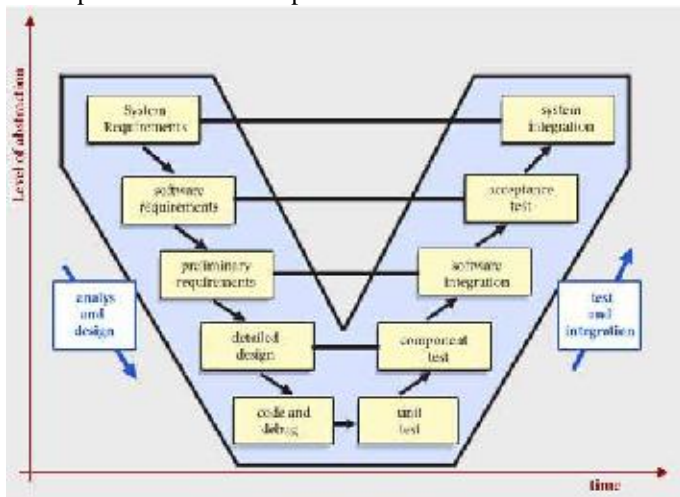 Level of abstraction
System
Requirements
system
integration
software
requirements
acceptance
test
preliminary
requirements
software
integration
analys
and
design
test
and
integration
detailed
design
component
test
code and
debug
unit
test
time